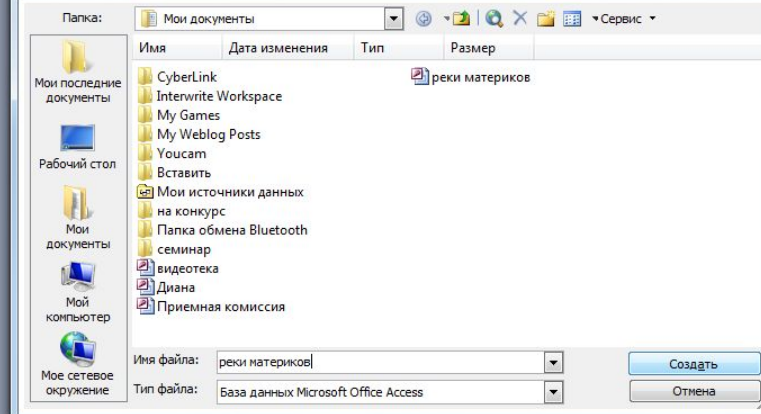 Папка:
Мои документы
Сервис
Имя Дата изменения Тип Размер
Мои последние
документы
Рабочий стол
Мои
документы
Мой
компьютер
Мое сетевое
окружение
CyberLink
Interwrite Workspace
My Games
My Weblog Posts
Youcam
Вставить
Мои источники данных
на конкурс
Папка обмена Bluetooth
семинар
видеотека
Диана
Приемная комиссия
реки материков
Имя файла: реки материков
Создать
Тип файла: База данных Microsoft Office Access
Отмена